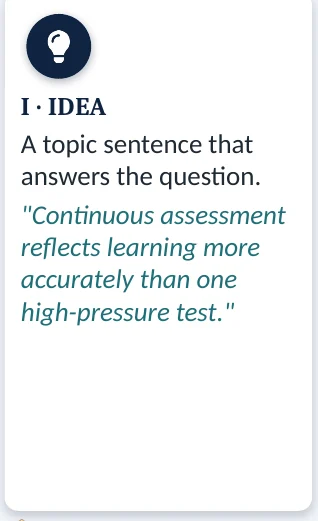 I · IDEA
A topic sentence that
answers the question.
"Continuous assessment
reflects learning more
accurately than one
high-pressure test."